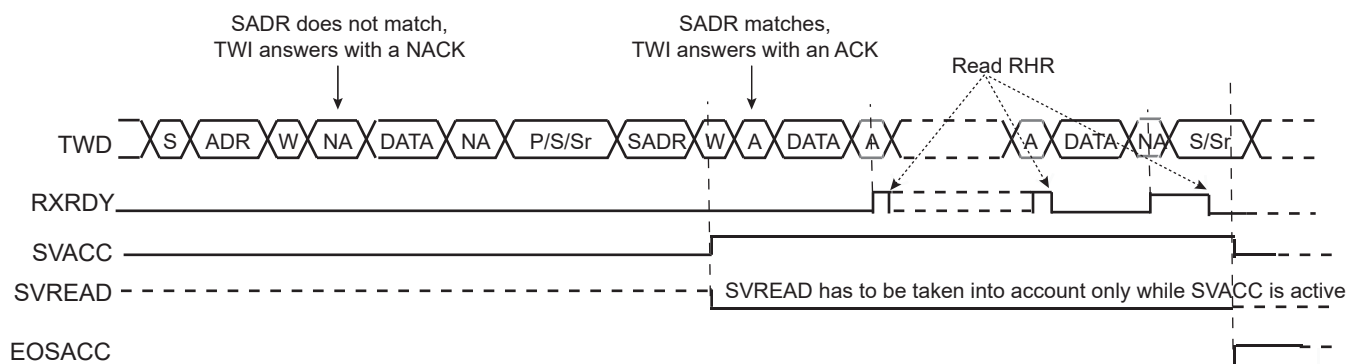 SADR does not match,
TWI answers with a NACK
SADR matches,
TWI answers with an ACK
Read RHR
TWD S ADR W NA DATA NA P/S/Sr SADR W A DATA A A DATA NA S/Sr
RXRDY
SVACC
SVREAD SVREAD has to be taken into account only while SVACC is active
EOSACC